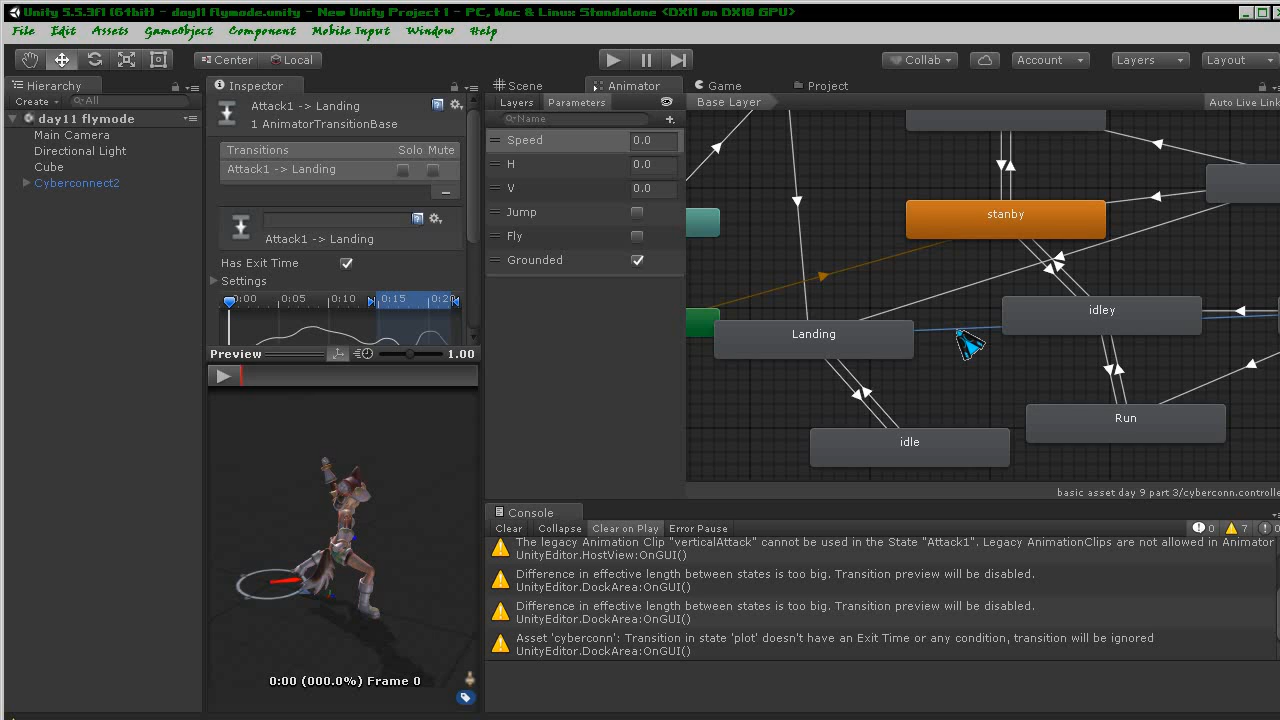 Unity 5.5.3f1 (64bit) - day11 flymode.unity - New Unity Project 1 - PC, Mac & Linux Standalone <DX11 on DX10 GPU>
File Edit Assets GameObject Component Mobile Input Window Help
Center Local Collab Account Layers Layout
Hierarchy
Create All
day11 flymode
Main Camera
Directional Light
Cube
Cyberconnect2
Inspector
Attack1 -> Landing
1 AnimatorTransitionBase
Transitions Solo Mute
Attack1 -> Landing
Attack1 -> Landing
Has Exit Time
Settings
0:00 0:05 0:10 0:15 0:20
Preview 1.00
0:00 (000.0%) Frame 0
Scene Animator Game Project
Layers Parameters Base Layer Auto Live Link
Name
Speed 0.0
H 0.0
V 0.0
Jump
Fly
Grounded
stanby
idley
Landing
Run
idle
basic asset day 9 part 3/cyberconn.controlle
Console
Clear Collapse Clear on Play Error Pause 0 7 0
The legacy Animation Clip "verticalAttack" cannot be used in the State "Attack1". Legacy AnimationClips are not allowed in Animator
UnityEditor.HostView:OnGUI()
Difference in effective length between states is too big. Transition preview will be disabled.
UnityEditor.DockArea:OnGUI()
Difference in effective length between states is too big. Transition preview will be disabled.
UnityEditor.DockArea:OnGUI()
Asset 'cyberconn': Transition in state 'plot' doesn't have an Exit Time or any condition, transition will be ignored
UnityEditor.DockArea:OnGUI()